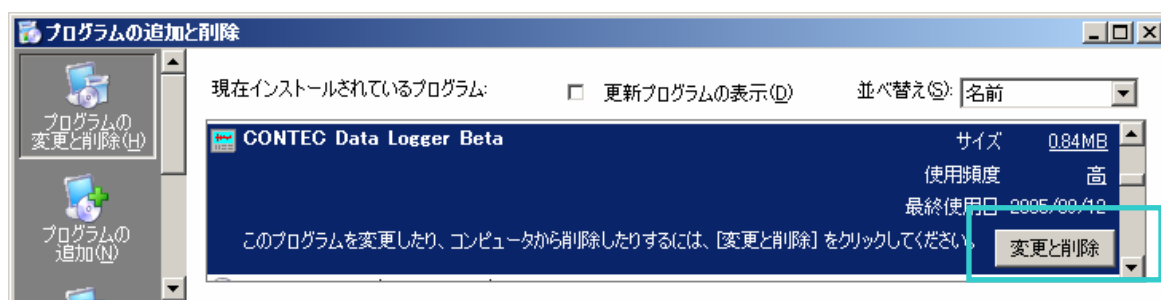 プログラムの追加と削除
プログラムの
変更と削除(H)
プログラムの
追加(N)
現在インストールされているプログラム:
更新プログラムの表示(D)
並べ替え(S):
名前
CONTEC Data Logger Beta
サイズ 0.84MB
使用頻度 高
最終使用日 2005/09/12
このプログラムを変更したり、コンピュータから削除したりするには、[変更と削除] をクリックしてください。
変更と削除